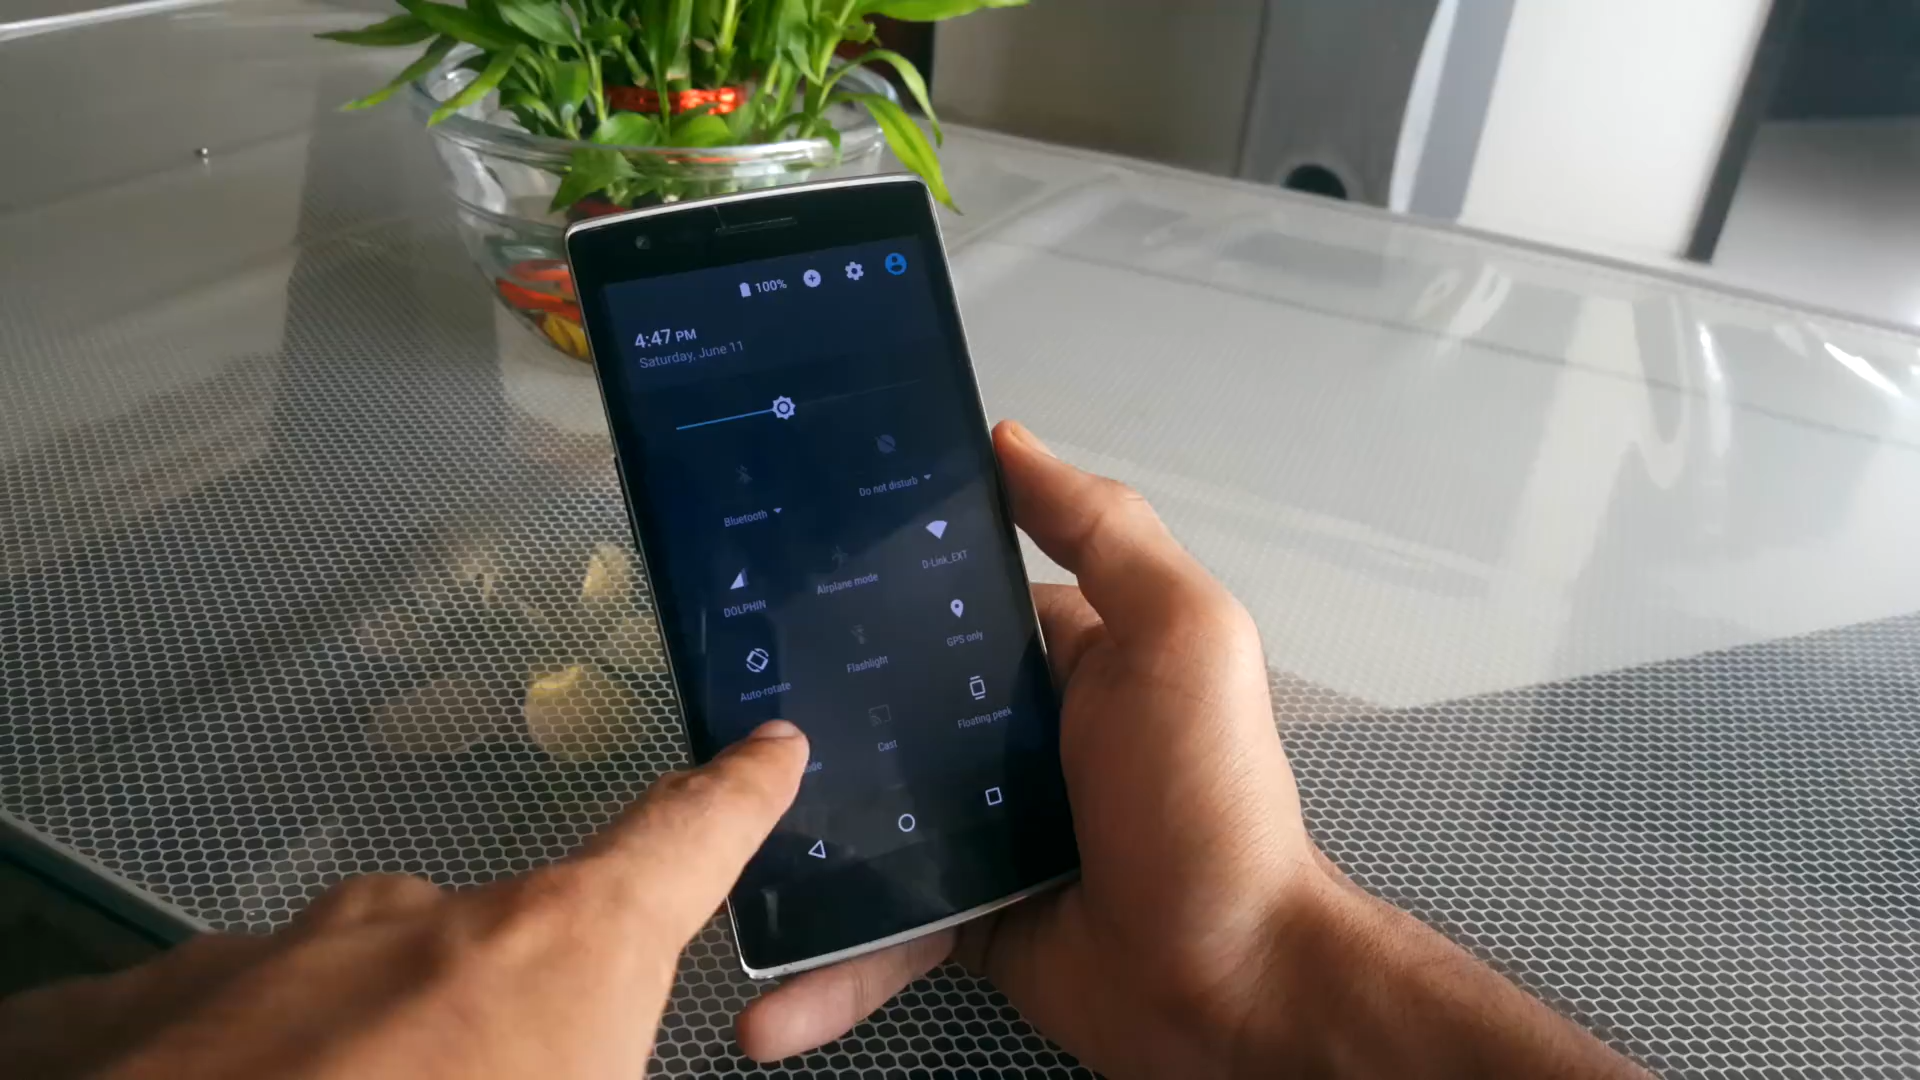 100%
4:47 PM
Saturday, June 11
Bluetooth
Do not disturb
DOLPHIN
Airplane mode
D-Link_EXT
Auto-rotate
Flashlight
GPS only
Cast
Floating peek